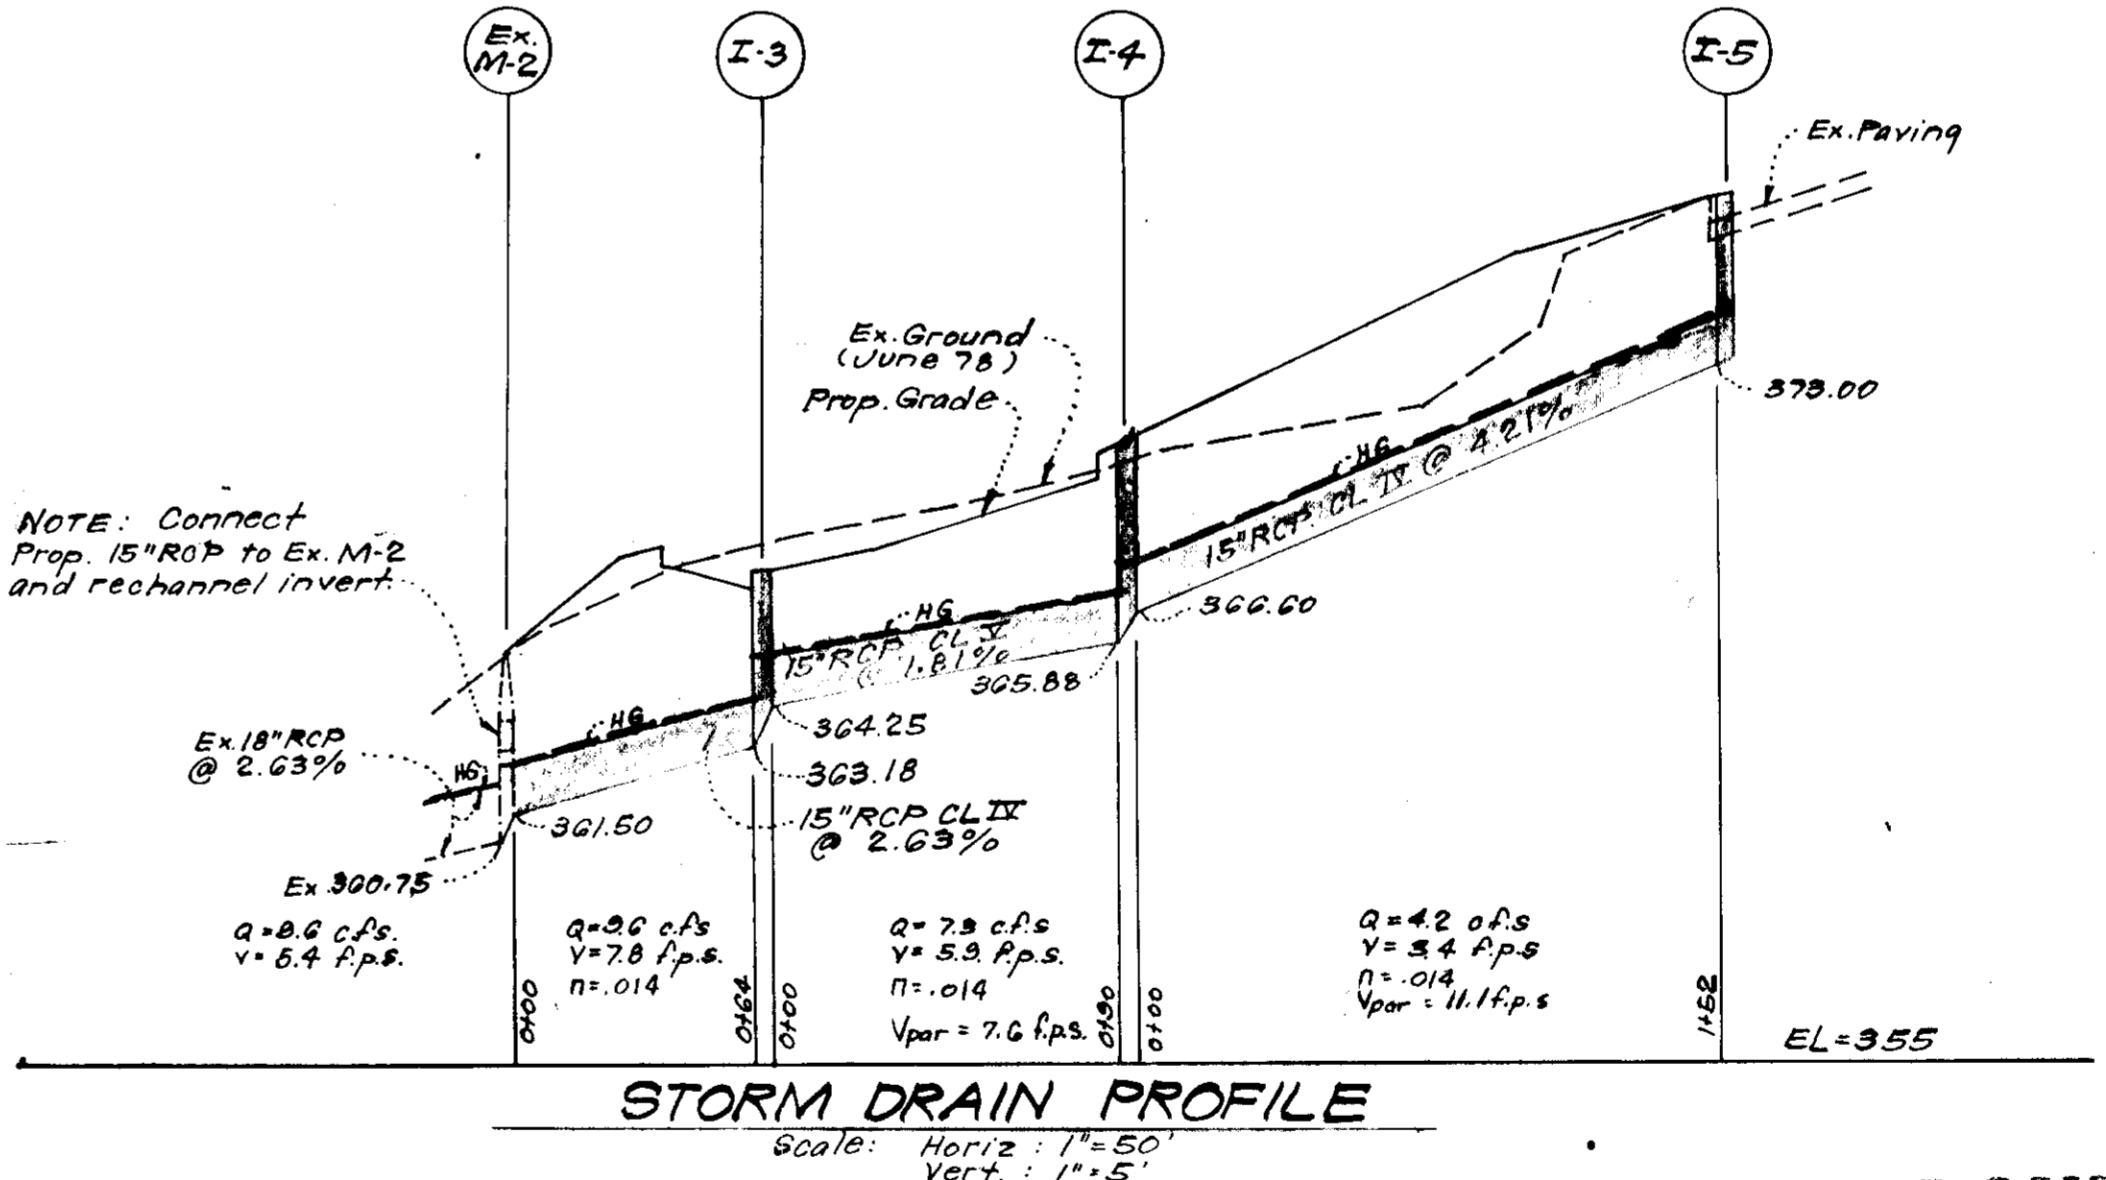 Ex.
M-2
I-3
I-4
I-5
Ex. Paving
Ex. Ground
(June 78)
Prop. Grade
373.00
HG
15" RCP CL IV @ 4.21%
NOTE: Connect
Prop. 15" RCP to Ex. M-2
and rechannel invert.
366.60
HG
15" RCP CL V
@ 1.81%
365.88
HG
364.25
Ex. 18" RCP
@ 2.63%
HG
363.18
15" RCP CL IV
@ 2.63%
361.50
Ex. 360.75
Q = 8.6 c.f.s.
V = 5.4 f.p.s.
Q = 9.6 c.f.s
V = 7.8 f.p.s.
n = .014
Q = 7.3 c.f.s
V = 5.9 f.p.s.
n = .014
Vpar = 7.6 f.p.s.
Q = 4.2 c.f.s
V = 3.4 f.p.s
n = .014
Vpar = 11.1 f.p.s
0+00
0+64
0+00
0+90
0+00
1+52
EL = 355
STORM DRAIN PROFILE
Scale: Horiz : 1" = 50'
Vert. : 1" = 5'